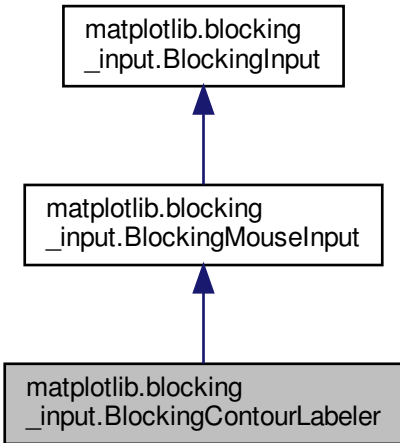 matplotlib.blocking
_input.BlockingInput
matplotlib.blocking
_input.BlockingMouseInput
matplotlib.blocking
_input.BlockingContourLabeler